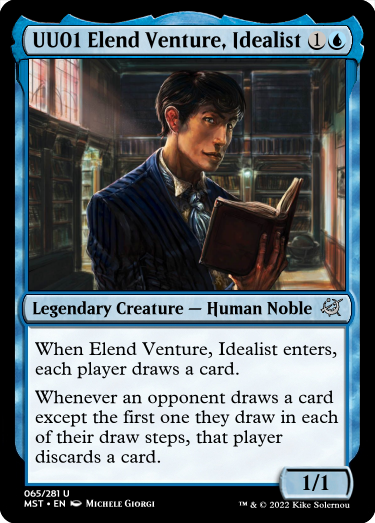 UU01 Elend Venture, Idealist 1
Legendary Creature — Human Noble
When Elend Venture, Idealist enters,
each player draws a card.
Whenever an opponent draws a card
except the first one they draw in each
of their draw steps, that player
discards a card.
1/1
065/281 U
MST • EN Michele Giorgi
™ & © 2022 Kike Solernou